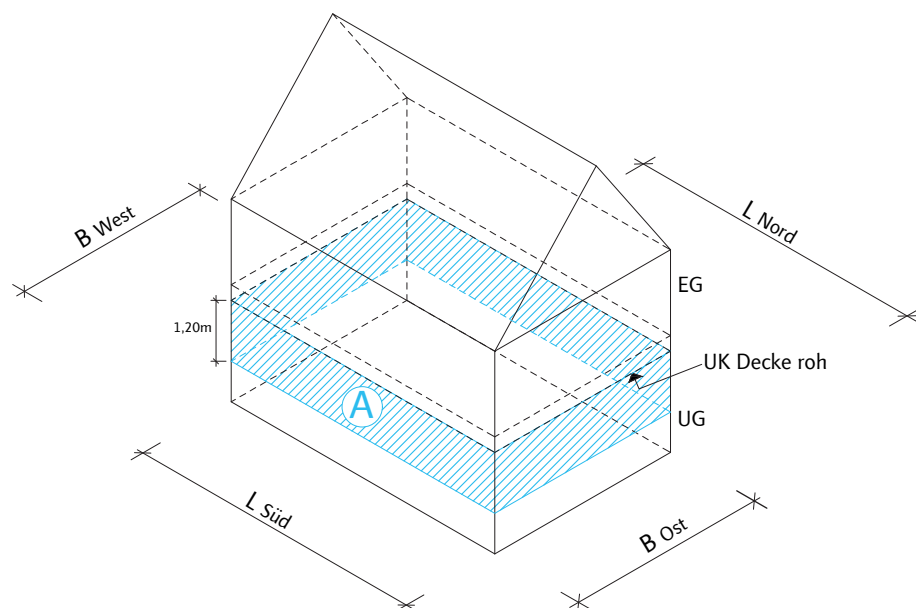 B West
L Nord
EG
1,20m
UK Decke roh
A
UG
L Süd
B Ost